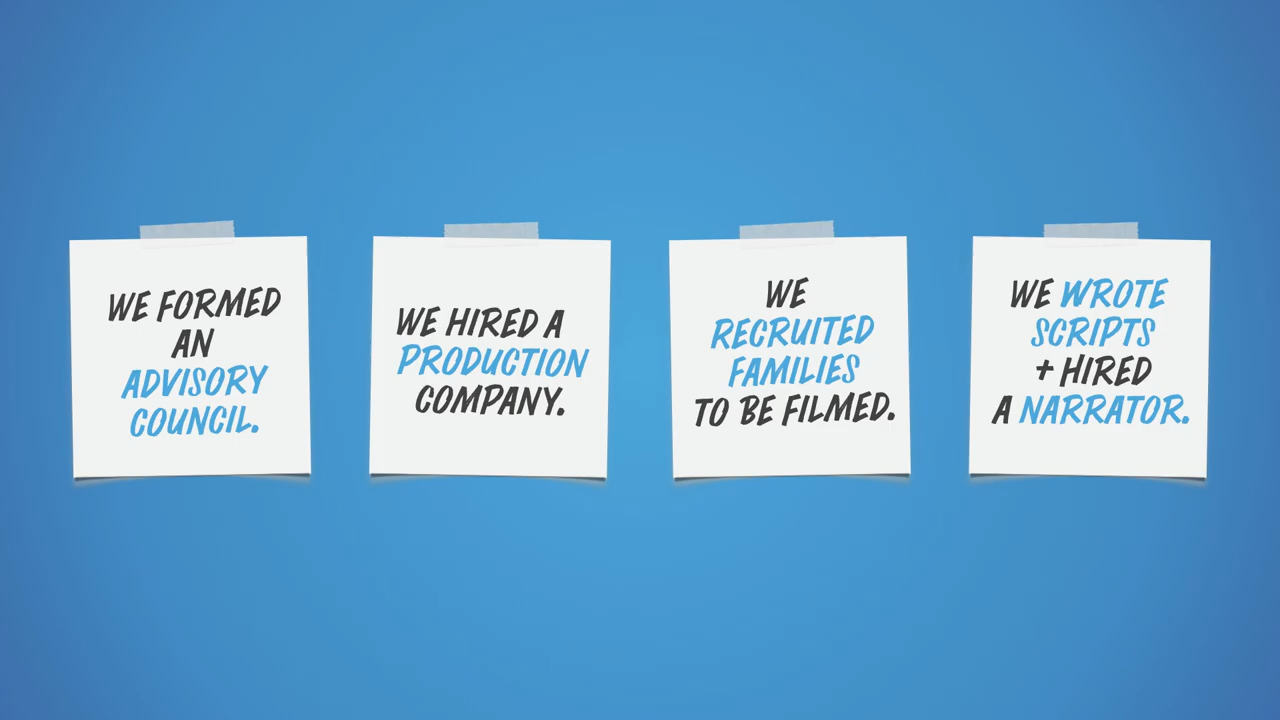 WE FORMED
AN
ADVISORY
COUNCIL.
WE HIRED A
PRODUCTION
COMPANY.
WE
RECRUITED
FAMILIES
TO BE FILMED.
WE WROTE
SCRIPTS
+ HIRED
A NARRATOR.